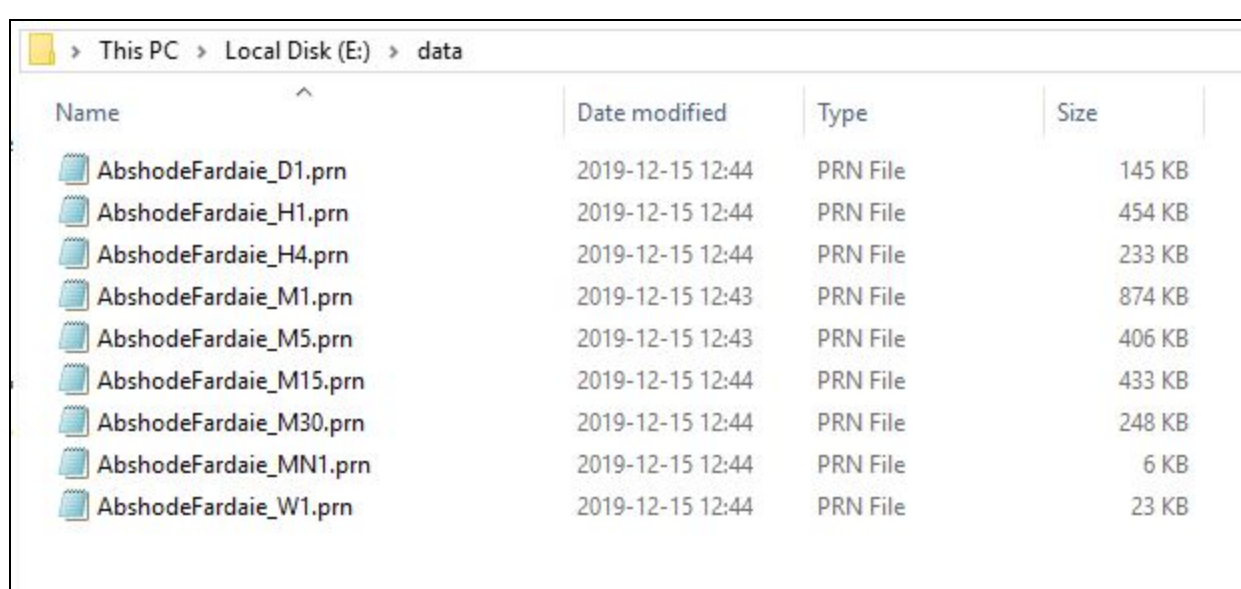 This PC > Local Disk (E:) > data
Name Date modified Type Size
AbshodeFardaie_D1.prn 2019-12-15 12:44 PRN File 145 KB
AbshodeFardaie_H1.prn 2019-12-15 12:44 PRN File 454 KB
AbshodeFardaie_H4.prn 2019-12-15 12:44 PRN File 233 KB
AbshodeFardaie_M1.prn 2019-12-15 12:43 PRN File 874 KB
AbshodeFardaie_M5.prn 2019-12-15 12:43 PRN File 406 KB
AbshodeFardaie_M15.prn 2019-12-15 12:44 PRN File 433 KB
AbshodeFardaie_M30.prn 2019-12-15 12:44 PRN File 248 KB
AbshodeFardaie_MN1.prn 2019-12-15 12:44 PRN File 6 KB
AbshodeFardaie_W1.prn 2019-12-15 12:44 PRN File 23 KB